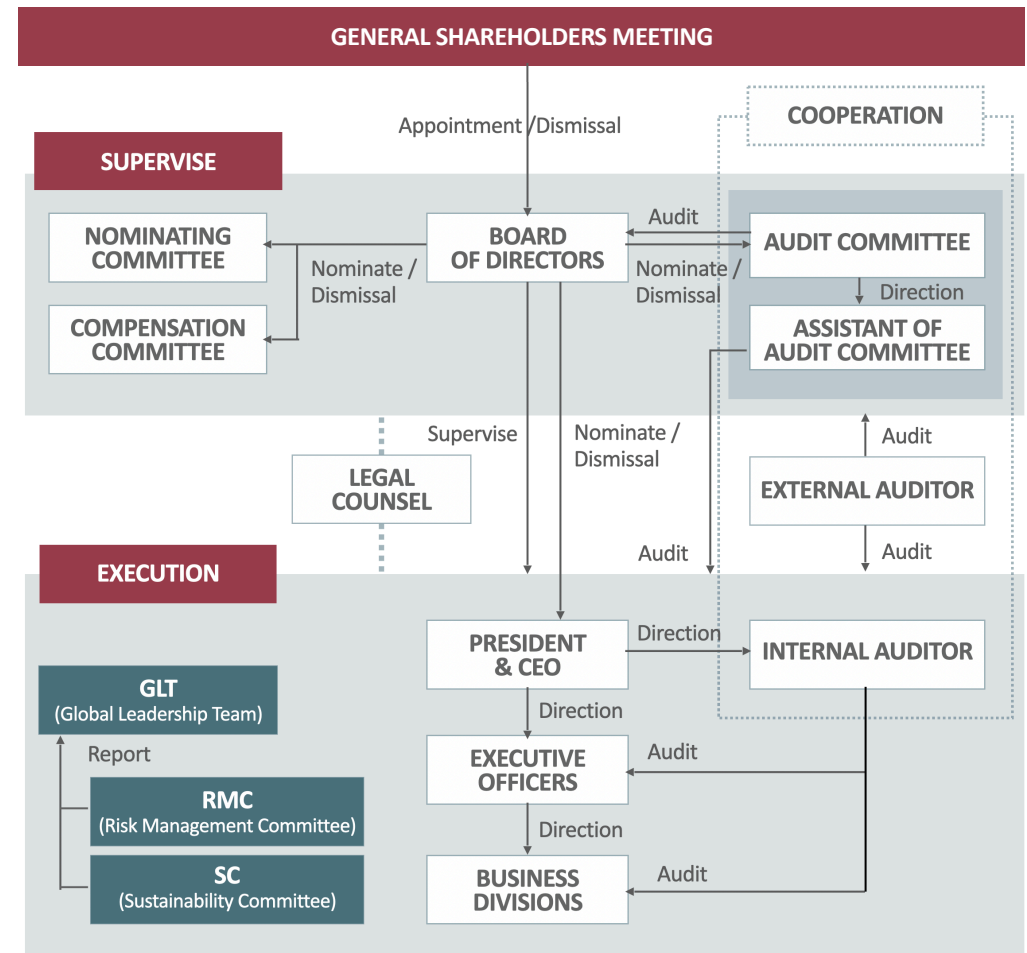 GENERAL SHAREHOLDERS MEETING
Appointment /Dismissal
COOPERATION
SUPERVISE
NOMINATING
COMMITTEE
Nominate /
Dismissal
BOARD
OF DIRECTORS
Audit
Nominate /
Dismissal
AUDIT COMMITTEE
Direction
COMPENSATION
COMMITTEE
ASSISTANT OF
AUDIT COMMITTEE
Supervise
Nominate /
Dismissal
Audit
LEGAL
COUNSEL
EXTERNAL AUDITOR
Audit
Audit
EXECUTION
PRESIDENT
& CEO
Direction
INTERNAL AUDITOR
GLT
(Global Leadership Team)
Direction
Report
EXECUTIVE
OFFICERS
Audit
RMC
(Risk Management Committee)
Direction
SC
(Sustainability Committee)
BUSINESS
DIVISIONS
Audit